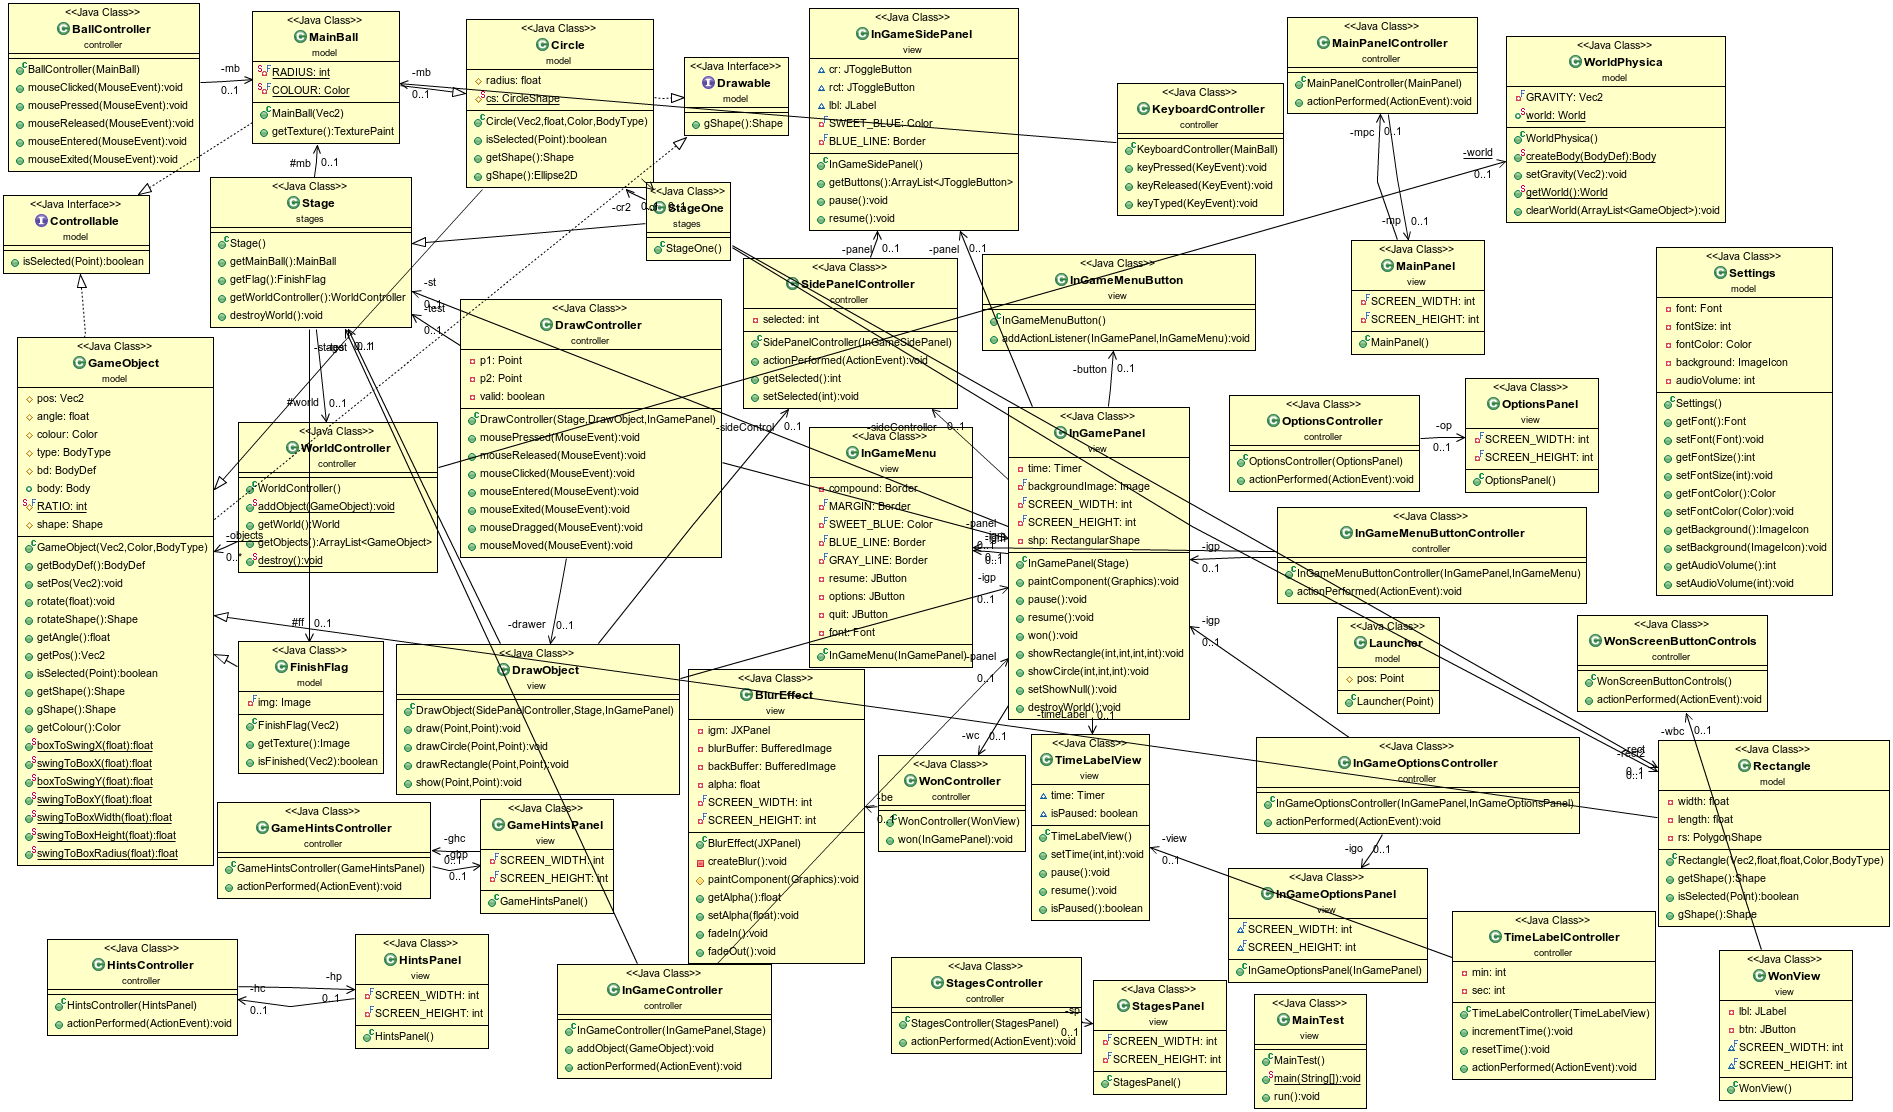 <<Java Class>>
BallController
controller
BallController(MainBall)
mouseClicked(MouseEvent):void
mousePressed(MouseEvent):void
mouseReleased(MouseEvent):void
mouseEntered(MouseEvent):void
mouseExited(MouseEvent):void
-mb
0..1
<<Java Class>>
MainBall
model
RADIUS: int
COLOUR: Color
MainBall(Vec2)
getTexture():TexturePaint
-mb
0..1
<<Java Class>>
Circle
model
radius: float
cs: CircleShape
Circle(Vec2,float,Color,BodyType)
isSelected(Point):boolean
getShape():Shape
gShape():Ellipse2D
<<Java Interface>>
Drawable
model
gShape():Shape
<<Java Class>>
InGameSidePanel
view
cr: JToggleButton
rct: JToggleButton
lbl: JLabel
SWEET_BLUE: Color
BLUE_LINE: Border
InGameSidePanel()
getButtons():ArrayList<JToggleButton>
pause():void
resume():void
<<Java Class>>
KeyboardController
controller
KeyboardController(MainBall)
keyPressed(KeyEvent):void
keyReleased(KeyEvent):void
keyTyped(KeyEvent):void
<<Java Class>>
MainPanelController
controller
MainPanelController(MainPanel)
actionPerformed(ActionEvent):void
-mpc
0..1
-mp
0..1
<<Java Class>>
WorldPhysica
model
GRAVITY: Vec2
world: World
WorldPhysica()
createBody(BodyDef):Body
setGravity(Vec2):void
getWorld():World
clearWorld(ArrayList<GameObject>):void
-world
0..1
<<Java Interface>>
Controllable
model
isSelected(Point):boolean
#mb
0..1
<<Java Class>>
Stage
stages
Stage()
getMainBall():MainBall
getFlag():FinishFlag
getWorldController():WorldController
destroyWorld():void
-cr2
<<Java Class>>
StageOne
stages
StageOne()
-panel
0..1
-panel
0..1
<<Java Class>>
MainPanel
view
SCREEN_WIDTH: int
SCREEN_HEIGHT: int
MainPanel()
<<Java Class>>
Settings
model
font: Font
fontSize: int
fontColor: Color
background: ImageIcon
audioVolume: int
Settings()
getFont():Font
setFont(Font):void
getFontSize():int
setFontSize(int):void
getFontColor():Color
setFontColor(Color):void
getBackground():ImageIcon
setBackground(ImageIcon):void
getAudioVolume():int
setAudioVolume(int):void
-st
0..1
-test
0..1
<<Java Class>>
DrawController
controller
p1: Point
p2: Point
valid: boolean
DrawController(Stage,DrawObject,InGamePanel)
mousePressed(MouseEvent):void
mouseReleased(MouseEvent):void
mouseClicked(MouseEvent):void
mouseEntered(MouseEvent):void
mouseExited(MouseEvent):void
mouseDragged(MouseEvent):void
mouseMoved(MouseEvent):void
<<Java Class>>
SidePanelController
controller
selected: int
SidePanelController(InGameSidePanel)
actionPerformed(ActionEvent):void
getSelected():int
setSelected(int):void
<<Java Class>>
InGameMenuButton
view
InGameMenuButton()
addActionListener(InGamePanel,InGameMenu):void
-button
0..1
<<Java Class>>
GameObject
model
pos: Vec2
angle: float
colour: Color
type: BodyType
bd: BodyDef
body: Body
RATIO: int
shape: Shape
GameObject(Vec2,Color,BodyType)
getBodyDef():BodyDef
setPos(Vec2):void
rotate(float):void
rotateShape():Shape
getAngle():float
getPos():Vec2
isSelected(Point):boolean
getShape():Shape
gShape():Shape
getColour():Color
boxToSwingX(float):float
swingToBoxX(float):float
boxToSwingY(float):float
swingToBoxY(float):float
swingToBoxWidth(float):float
swingToBoxHeight(float):float
swingToBoxRadius(float):float
#world
0..1
<<Java Class>>
WorldController
controller
WorldController()
addObject(GameObject):void
getWorld():World
getObjects():ArrayList<GameObject>
destroy():void
-objects
0..*
-sideControl
0..1
-sideController
0..1
<<Java Class>>
InGameMenu
view
compound: Border
MARGIN: Border
SWEET_BLUE: Color
BLUE_LINE: Border
GRAY_LINE: Border
resume: JButton
options: JButton
quit: JButton
font: Font
InGameMenu(InGamePanel)
<<Java Class>>
InGamePanel
view
time: Timer
backgroundImage: Image
SCREEN_WIDTH: int
SCREEN_HEIGHT: int
shp: RectangularShape
InGamePanel(Stage)
paintComponent(Graphics):void
pause():void
resume():void
won():void
showRectangle(int,int,int,int):void
showCircle(int,int,int):void
setShowNull():void
destroyWorld():void
<<Java Class>>
OptionsController
controller
OptionsController(OptionsPanel)
actionPerformed(ActionEvent):void
-op
0..1
<<Java Class>>
OptionsPanel
view
SCREEN_WIDTH: int
SCREEN_HEIGHT: int
OptionsPanel()
<<Java Class>>
InGameMenuButtonController
controller
InGameMenuButtonController(InGamePanel,InGameMenu)
actionPerformed(ActionEvent):void
-panel
0..1
-igp
0..1
-igp
0..1
-igp
0..1
-panel
0..1
#ff
0..1
<<Java Class>>
FinishFlag
model
img: Image
FinishFlag(Vec2)
getTexture():Image
isFinished(Vec2):boolean
-drawer
0..1
<<Java Class>>
DrawObject
view
DrawObject(SidePanelController,Stage,InGamePanel)
draw(Point,Point):void
drawCircle(Point,Point):void
drawRectangle(Point,Point):void
show(Point,Point):void
<<Java Class>>
BlurEffect
view
igm: JXPanel
blurBuffer: BufferedImage
backBuffer: BufferedImage
alpha: float
SCREEN_WIDTH: int
SCREEN_HEIGHT: int
BlurEffect(JXPanel)
createBlur():void
paintComponent(Graphics):void
getAlpha():float
setAlpha(float):void
fadeIn():void
fadeOut():void
-be
0..1
-wc
0..1
<<Java Class>>
WonController
controller
WonController(WonView)
won(InGamePanel):void
-timeLabel
0..1
<<Java Class>>
TimeLabelView
view
time: Timer
isPaused: boolean
TimeLabelView()
setTime(int,int):void
pause():void
resume():void
isPaused():boolean
-view
0..1
<<Java Class>>
Launcher
model
pos: Point
Launcher(Point)
<<Java Class>>
WonScreenButtonControls
controller
WonScreenButtonControls()
actionPerformed(ActionEvent):void
-wbc
0..1
<<Java Class>>
InGameOptionsController
controller
InGameOptionsController(InGamePanel,InGameOptionsPanel)
actionPerformed(ActionEvent):void
-igo
0..1
<<Java Class>>
InGameOptionsPanel
view
SCREEN_WIDTH: int
SCREEN_HEIGHT: int
InGameOptionsPanel(InGamePanel)
-rect2
0..1
<<Java Class>>
Rectangle
model
width: float
length: float
rs: PolygonShape
Rectangle(Vec2,float,float,Color,BodyType)
getShape():Shape
isSelected(Point):boolean
gShape():Shape
<<Java Class>>
GameHintsController
controller
GameHintsController(GameHintsPanel)
actionPerformed(ActionEvent):void
-ghc
0..1
-ghp
0..1
<<Java Class>>
GameHintsPanel
view
SCREEN_WIDTH: int
SCREEN_HEIGHT: int
GameHintsPanel()
<<Java Class>>
HintsController
controller
HintsController(HintsPanel)
actionPerformed(ActionEvent):void
-hp
0..1
-hc
0..1
<<Java Class>>
HintsPanel
view
SCREEN_WIDTH: int
SCREEN_HEIGHT: int
HintsPanel()
<<Java Class>>
InGameController
controller
InGameController(InGamePanel,Stage)
addObject(GameObject):void
actionPerformed(ActionEvent):void
<<Java Class>>
StagesController
controller
StagesController(StagesPanel)
actionPerformed(ActionEvent):void
-sp
0..1
<<Java Class>>
StagesPanel
view
SCREEN_WIDTH: int
SCREEN_HEIGHT: int
StagesPanel()
<<Java Class>>
MainTest
view
MainTest()
main(String[]):void
run():void
<<Java Class>>
TimeLabelController
controller
min: int
sec: int
TimeLabelController(TimeLabelView)
incrementTime():void
resetTime():void
actionPerformed(ActionEvent):void
<<Java Class>>
WonView
view
lbl: JLabel
btn: JButton
SCREEN_WIDTH: int
SCREEN_HEIGHT: int
WonView()